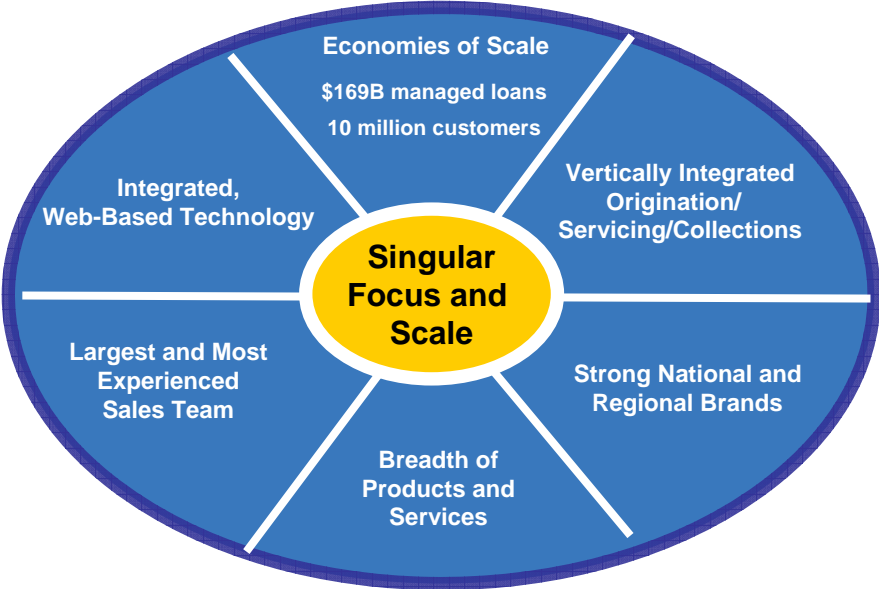 Economies of Scale
$169B managed loans
10 million customers
Vertically Integrated
Origination/
Servicing/Collections
Strong National and
Regional Brands
Breadth of
Products and
Services
Largest and Most
Experienced
Sales Team
Integrated,
Web-Based Technology
Singular
Focus and
Scale